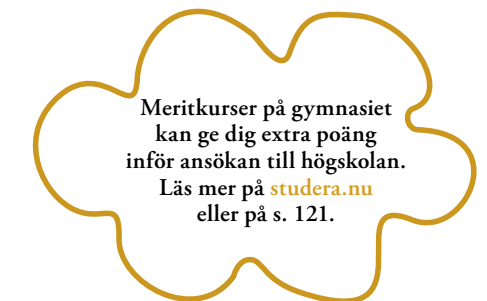 Meritkurser på gymnasiet
kan ge dig extra poäng
inför ansökan till högskolan.
Läs mer på studera.nu
eller på s. 121.